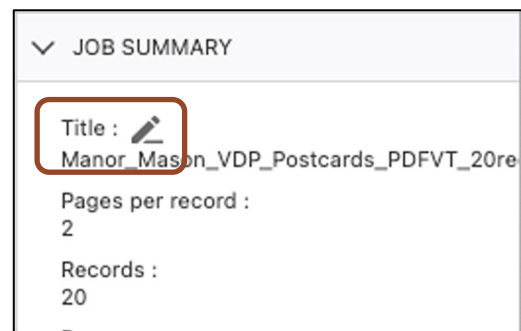 JOB SUMMARY
Title :
Manor_Mason_VDP_Postcards_PDFVT_20re
Pages per record :
2
Records :
20